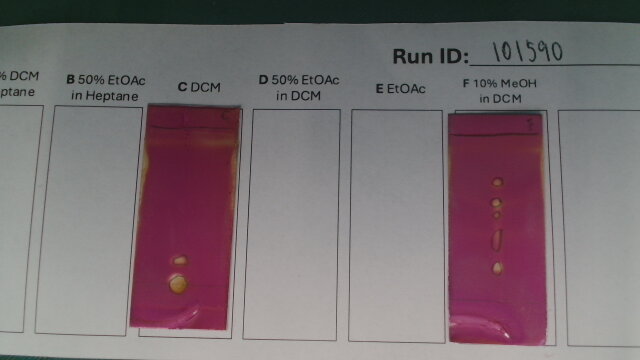 Run ID: 101590
% DCM
ptane
B 50% EtOAc
in Heptane
C DCM
D 50% EtOAc
in DCM
E EtOAc
F 10% MeOH
in DCM